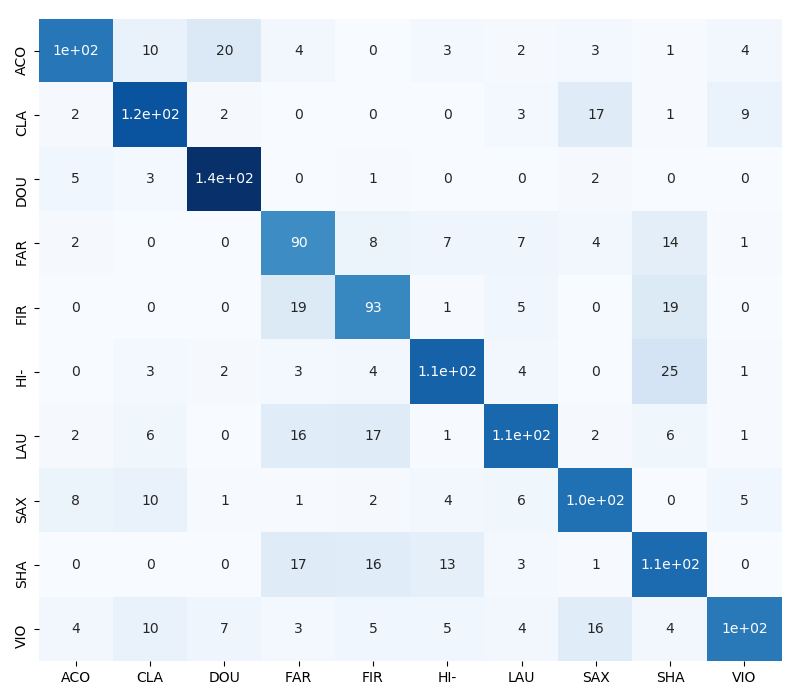 ACO 1e+02 10 20 4 0 3 2 3 1 4
CLA 2 1.2e+02 2 0 0 0 3 17 1 9
DOU 5 3 1.4e+02 0 1 0 0 2 0 0
FAR 2 0 0 90 8 7 7 4 14 1
FIR 0 0 0 19 93 1 5 0 19 0
HI- 0 3 2 3 4 1.1e+02 4 0 25 1
LAU 2 6 0 16 17 1 1.1e+02 2 6 1
SAX 8 10 1 1 2 4 6 1.0e+02 0 5
SHA 0 0 0 17 16 13 3 1 1.1e+02 0
VIO 4 10 7 3 5 5 4 16 4 1e+02
ACO CLA DOU FAR FIR HI- LAU SAX SHA VIO